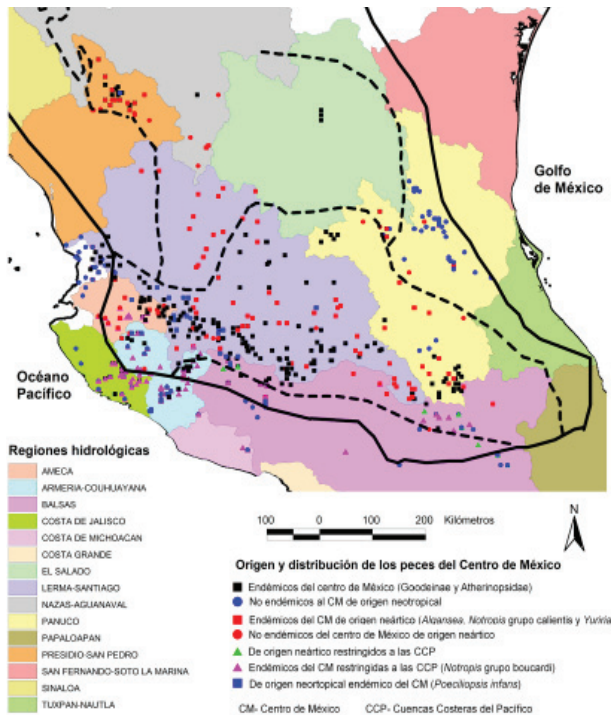 Golfo
de México
Océano
Pacífico
Regiones hidrológicas
AMECA
ARMERIA-COUHUAYANA
BALSAS
COSTA DE JALISCO
COSTA DE MICHOACAN
COSTA GRANDE
EL SALADO
LERMA-SANTIAGO
NAZAS-AGUANAVAL
PANUCO
PAPALOAPAN
PRESIDIO-SAN PEDRO
SAN FERNANDO-SOTO LA MARINA
SINALOA
TUXPAN-NAUTLA
100 0 100 200 Kilómetros
N
Origen y distribución de los peces del Centro de México
Endémicos del centro de México (Goodeinae y Atherinopsidae)
No endémicos al CM de origen neotropical
Endémicos del CM de origen neártico (Algansea, Notropis grupo calientis y Yuriria)
No endémicos del centro de México de origen neártico
De origen neártico restringidos a las CCP
Endémicos del CM restringidas a las CCP (Notropis grupo boucardi)
De origen neortopical endémico del CM (Poeciliopsis infans)
CM- Centro de México CCP- Cuencas Costeras del Pacífico